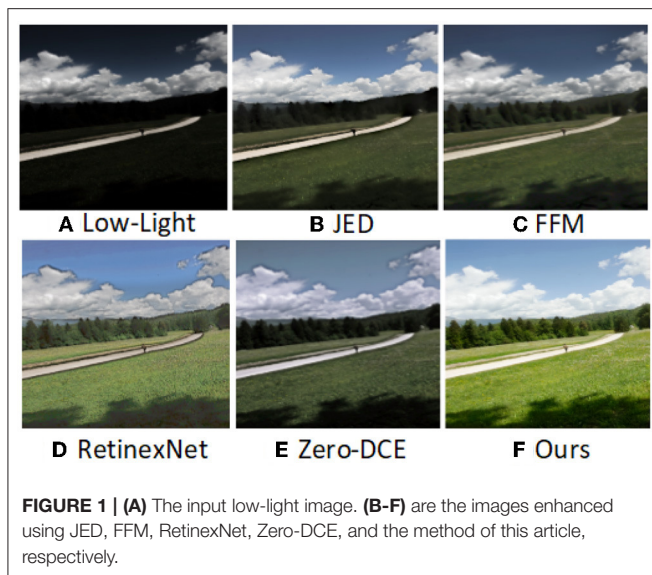 A Low-Light
B JED
C FFM
D RetinexNet
E Zero-DCE
F Ours
FIGURE 1 | (A) The input low-light image. (B-F) are the images enhanced
using JED, FFM, RetinexNet, Zero-DCE, and the method of this article,
respectively.